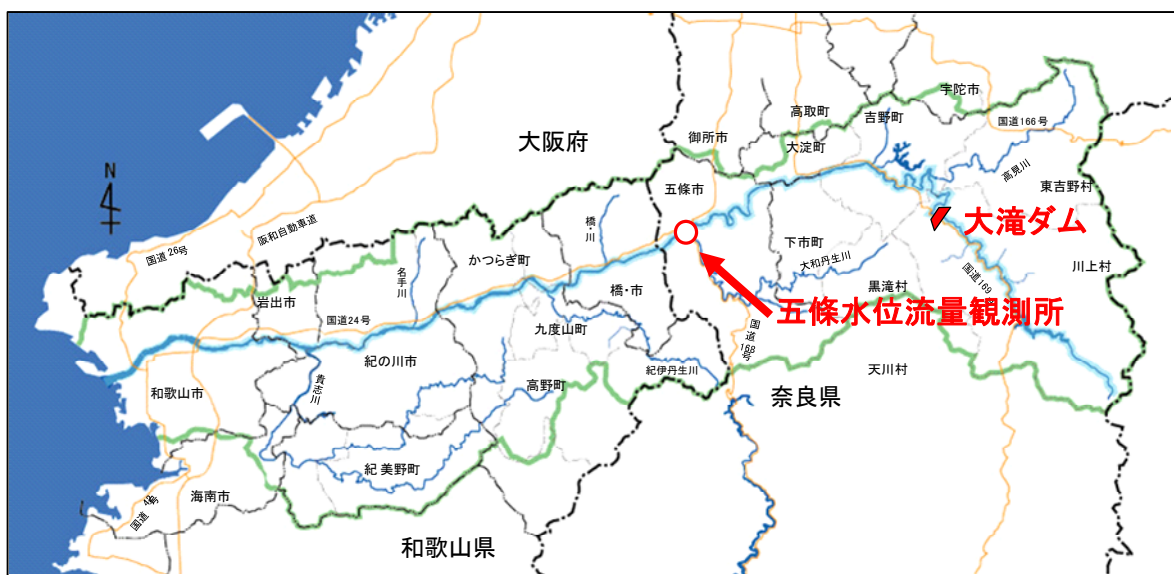 宇陀市
高取町
吉野町
国道166号
大阪府
御所市
大淀町
高見川
N
五條市
東吉野村
大滝ダム
阪和自動車道
国道 26号
橋・川
下市町
かつらぎ町
大和丹生川
川上村
名手川
岩出市
橋・市
黒滝村
国道169号
国道24号
九度山町
五條水位流量観測所
国道168号
紀の川市
紀伊丹生川
天川村
和歌山市
貴志川
高野町
奈良県
紀 美野町
海南市
国道 42号
和歌山県